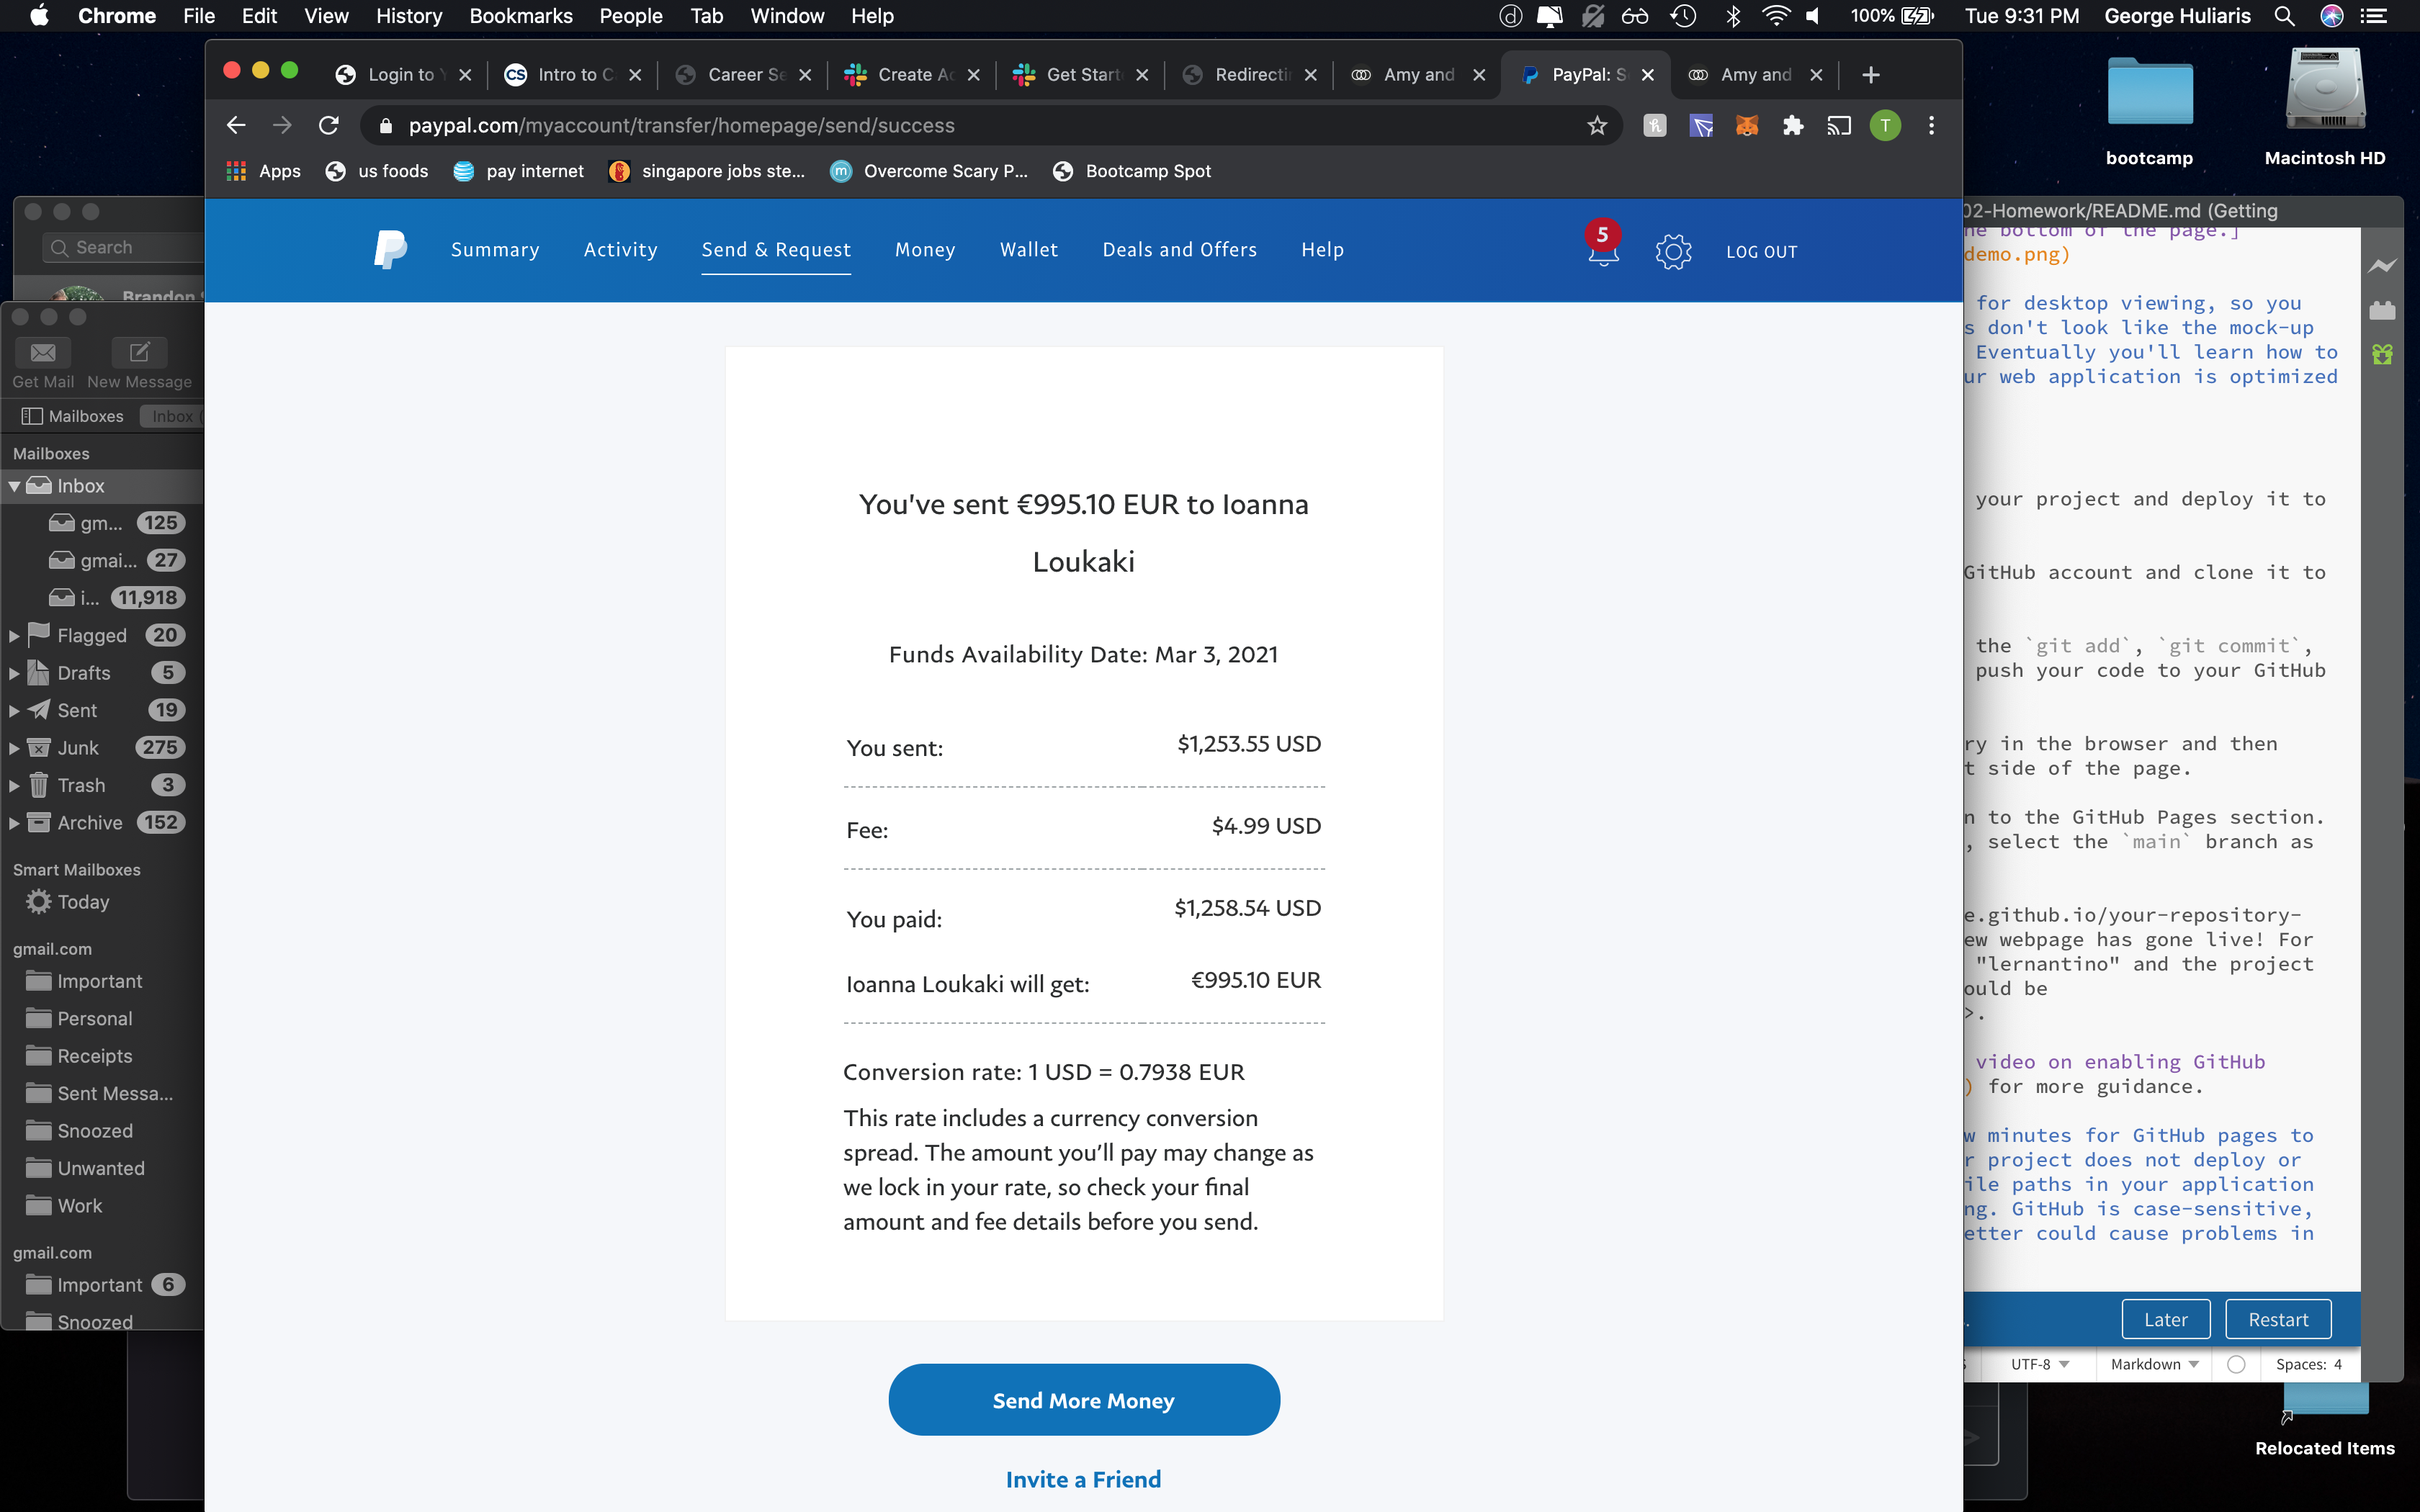 Chrome File Edit View History Bookmarks People Tab Window Help
100% Tue 9:31 PM George Huliaris
Login to Intro to C Career Se Create Ac Get Start Redirecti Amy and PayPal: S Amy and
paypal.com/myaccount/transfer/homepage/send/success
T
Apps us foods pay internet singapore jobs ste... Overcome Scary P... Bootcamp Spot
Summary Activity Send & Request Money Wallet Deals and Offers Help
5
LOG OUT
You've sent €995.10 EUR to Ioanna
Loukaki
Funds Availability Date: Mar 3, 2021
You sent: $1,253.55 USD
Fee: $4.99 USD
You paid: $1,258.54 USD
Ioanna Loukaki will get: €995.10 EUR
Conversion rate: 1 USD = 0.7938 EUR
This rate includes a currency conversion
spread. The amount you’ll pay may change as
we lock in your rate, so check your final
amount and fee details before you send.
Send More Money
Invite a Friend
Search
Brandon
Get Mail New Message
Mailboxes Inbox
Mailboxes
Inbox
gm... 125
gmai... 27
i... 11,918
Flagged 20
Drafts 5
Sent 19
Junk 275
Trash 3
Archive 152
Smart Mailboxes
Today
gmail.com
Important
Personal
Receipts
Sent Messa...
Snoozed
Unwanted
Work
gmail.com
Important 6
Snoozed
bootcamp
Macintosh HD
02-Homework/README.md (Getting
he bottom of the page.]
demo.png)
for desktop viewing, so you
s don't look like the mock-up
Eventually you'll learn how to
ur web application is optimized
your project and deploy it to
GitHub account and clone it to
the `git add`, `git commit`,
push your code to your GitHub
ry in the browser and then
t side of the page.
n to the GitHub Pages section.
, select the `main` branch as
e.github.io/your-repository-
ew webpage has gone live! For
"lernantino" and the project
ould be
>.
video on enabling GitHub
) for more guidance.
w minutes for GitHub pages to
r project does not deploy or
ile paths in your application
ng. GitHub is case-sensitive,
etter could cause problems in
Later Restart
UTF-8 Markdown Spaces: 4
Relocated Items